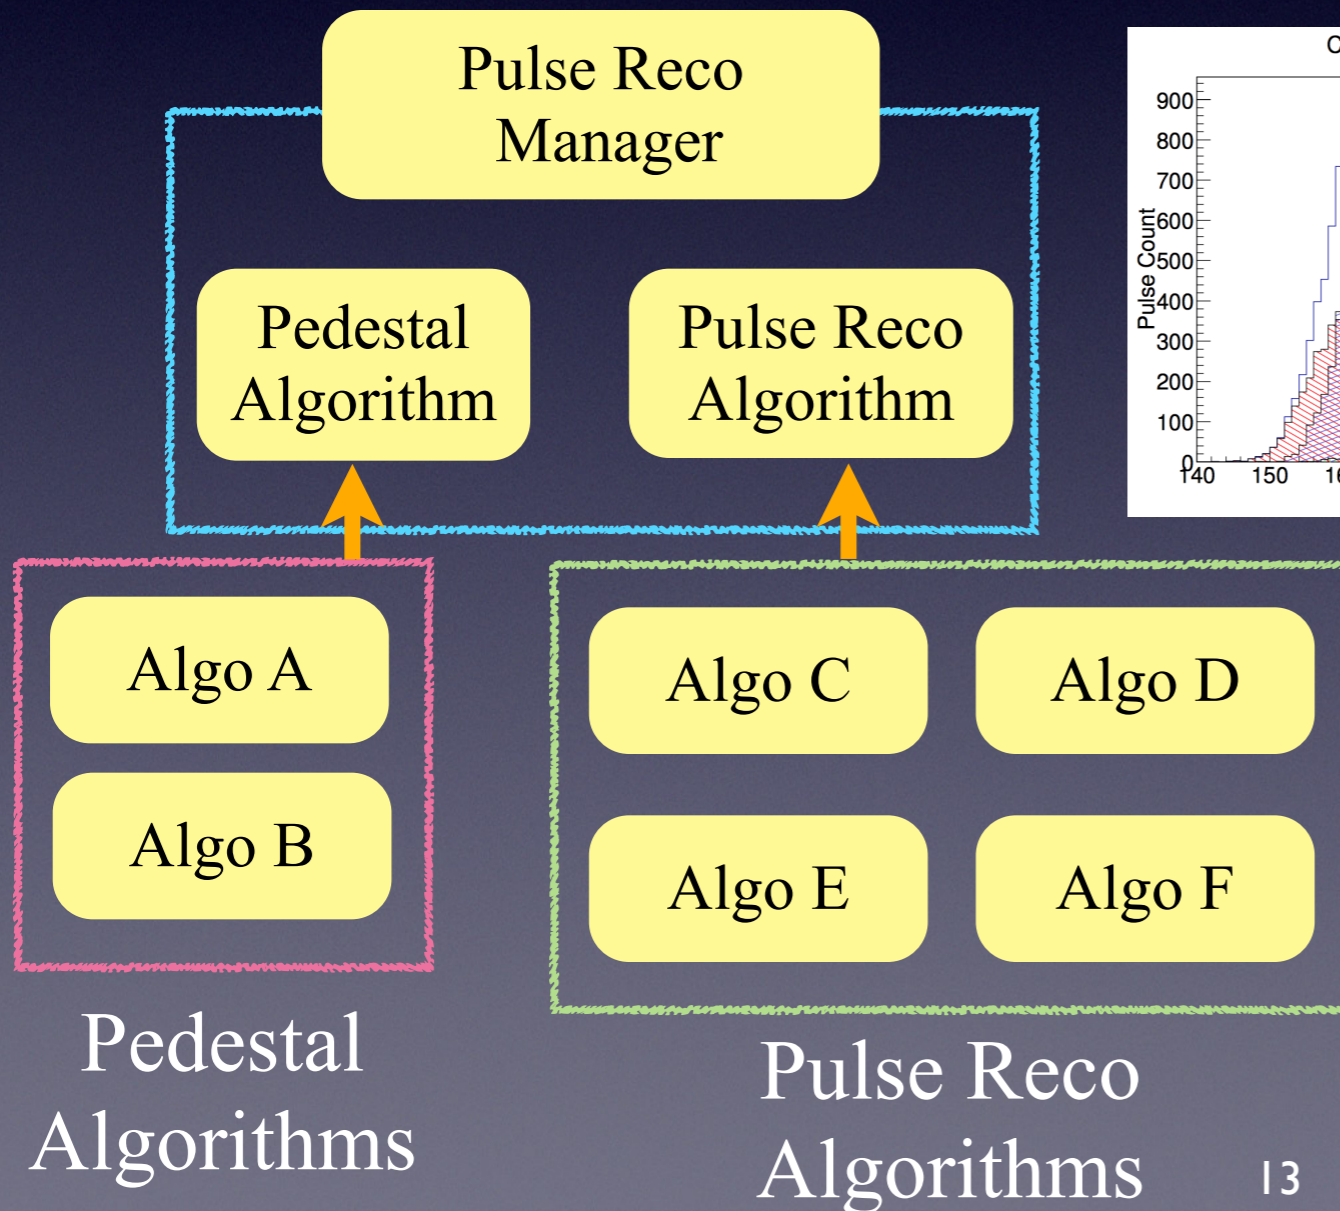 Pulse Reco
Manager
Pedestal
Algorithm
Pulse Reco
Algorithm
Pulse Count
900
800
700
600
500
400
300
200
100
0
140 150
Algo A
Algo B
Algo C
Algo D
Algo E
Algo F
Pedestal
Algorithms
Pulse Reco
Algorithms
13